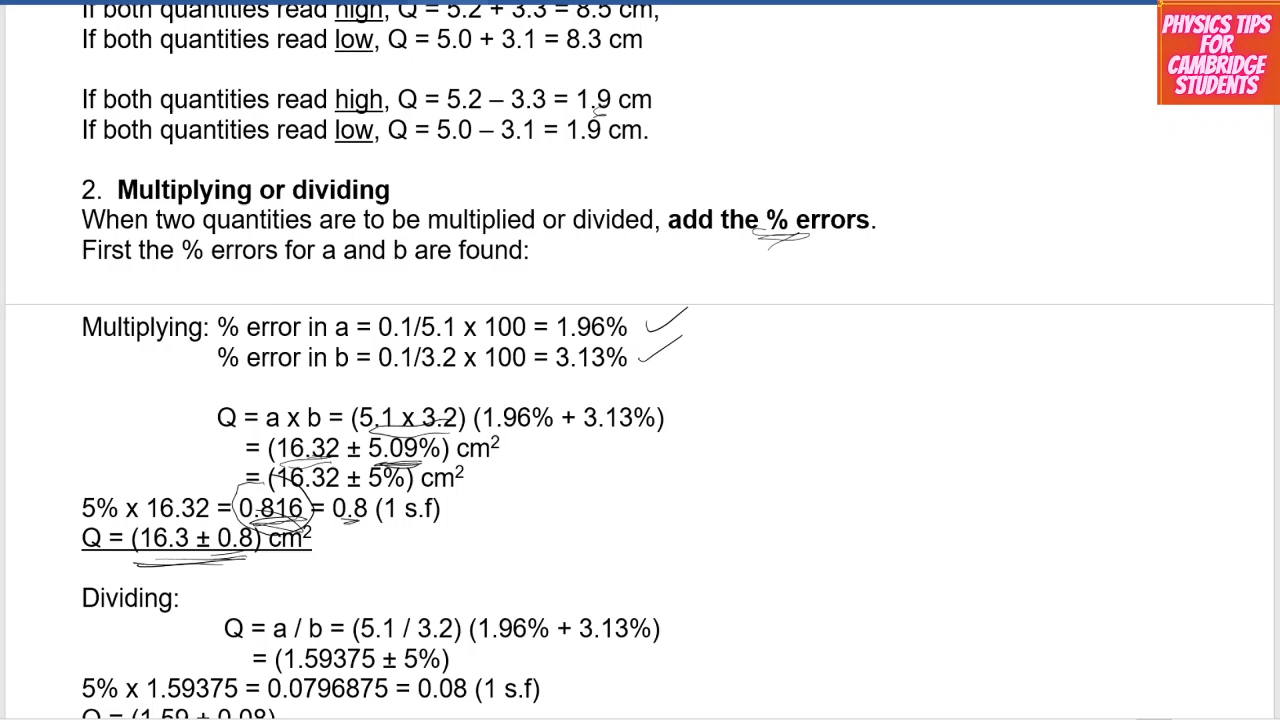 If both quantities read high, Q = 5.2 + 3.3 = 8.5 cm,
If both quantities read low, Q = 5.0 + 3.1 = 8.3 cm
If both quantities read high, Q = 5.2 – 3.3 = 1.9 cm
If both quantities read low, Q = 5.0 – 3.1 = 1.9 cm.
2. Multiplying or dividing
When two quantities are to be multiplied or divided, add the % errors.
First the % errors for a and b are found:
Multiplying: % error in a = 0.1/5.1 x 100 = 1.96%
% error in b = 0.1/3.2 x 100 = 3.13%
Q = a x b = (5.1 x 3.2) (1.96% + 3.13%)
= (16.32 ± 5.09%) cm²
= (16.32 ± 5%) cm²
5% x 16.32 = 0.816 = 0.8 (1 s.f)
Q = (16.3 ± 0.8) cm²
Dividing:
Q = a / b = (5.1 / 3.2) (1.96% + 3.13%)
= (1.59375 ± 5%)
5% x 1.59375 = 0.0796875 = 0.08 (1 s.f)
Q = (1.59 ± 0.08)
PHYSICS TIPS
FOR
CAMBRIDGE
STUDENTS